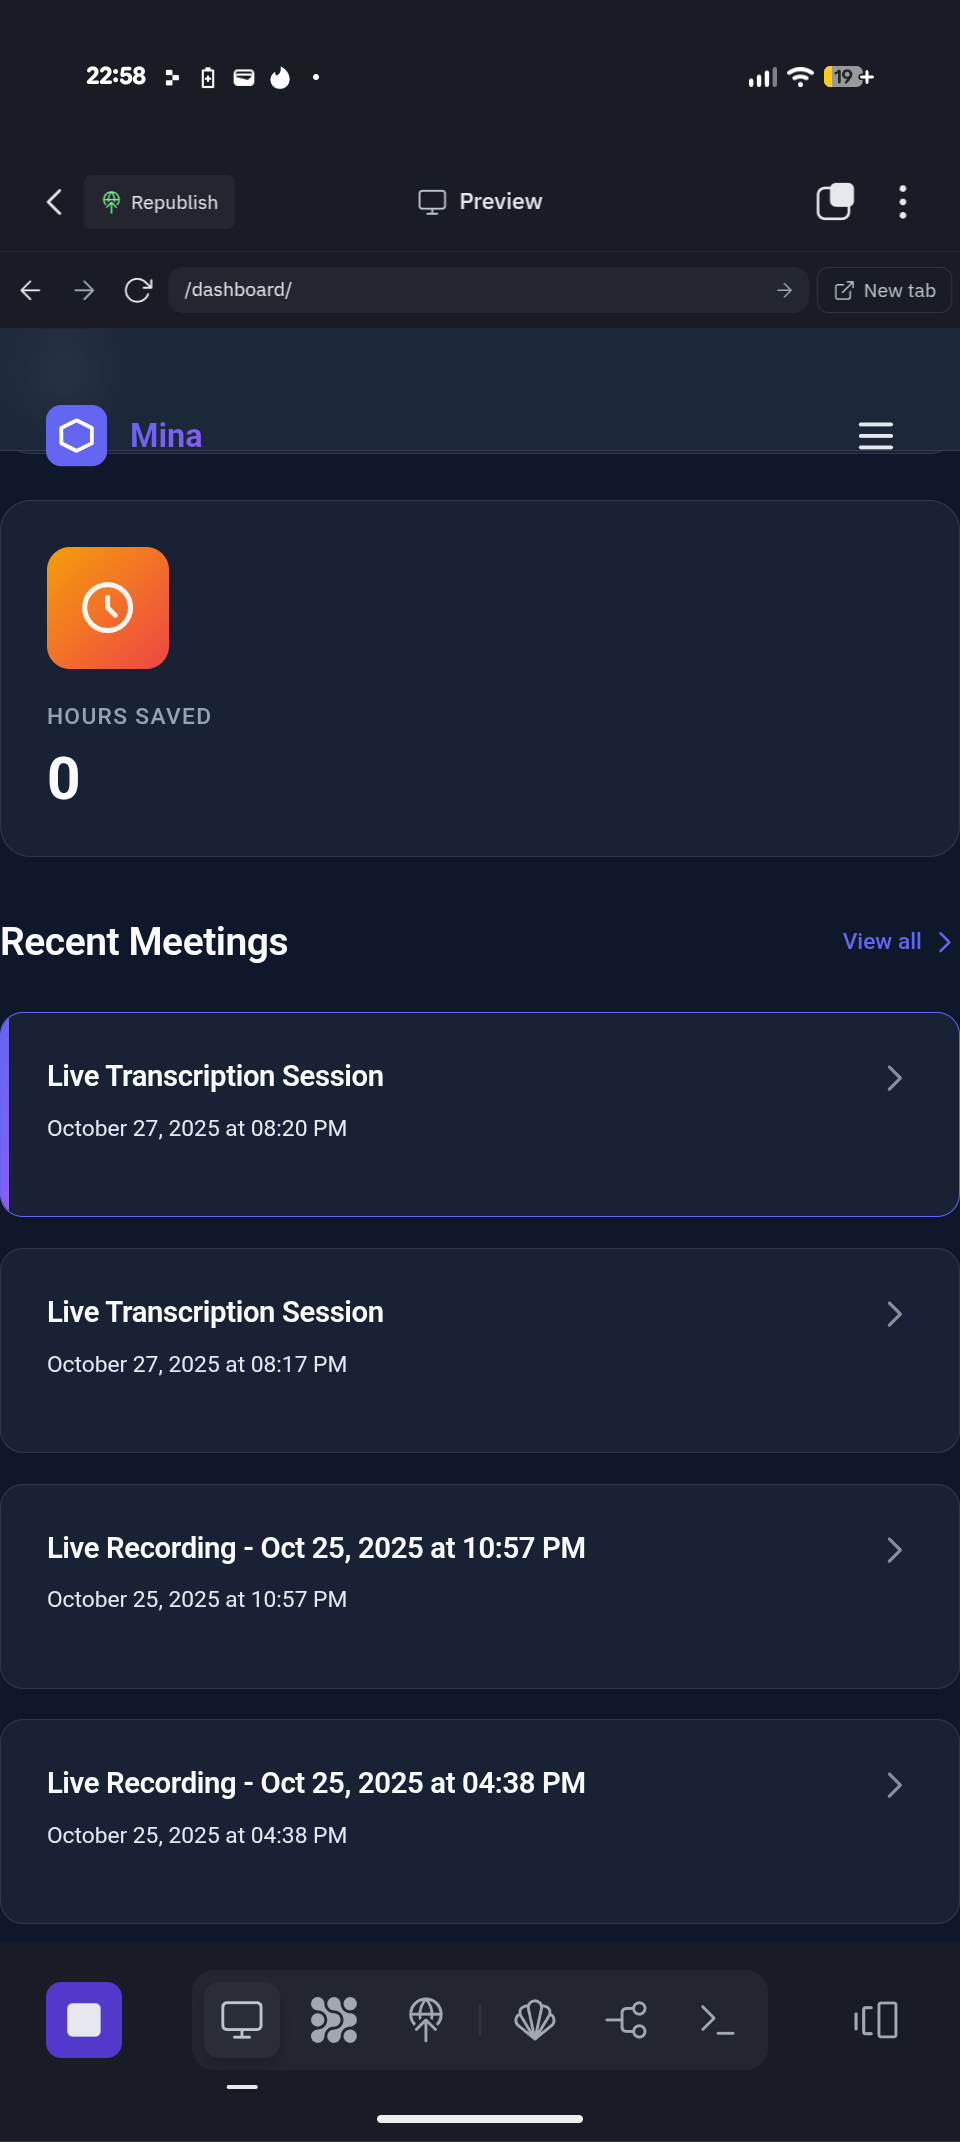 22:58
19
Republish
Preview
/dashboard/
New tab
Mina
HOURS SAVED
0
Recent Meetings
View all
Live Transcription Session
October 27, 2025 at 08:20 PM
Live Transcription Session
October 27, 2025 at 08:17 PM
Live Recording - Oct 25, 2025 at 10:57 PM
October 25, 2025 at 10:57 PM
Live Recording - Oct 25, 2025 at 04:38 PM
October 25, 2025 at 04:38 PM